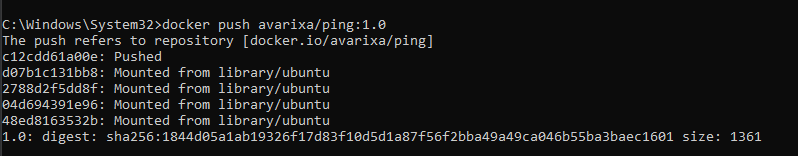 C:\Windows\System32>docker push avarixa/ping:1.0
The push refers to repository [docker.io/avarixa/ping]
c12cdd61a00e: Pushed
d07b1c131bb8: Mounted from library/ubuntu
2788d2f5dd8f: Mounted from library/ubuntu
04d694391e96: Mounted from library/ubuntu
48ed8163532b: Mounted from library/ubuntu
1.0: digest: sha256:1844d05a1ab19326f17d83f10d5d1a87f56f2bba49a49ca046b55ba3baec1601 size: 1361